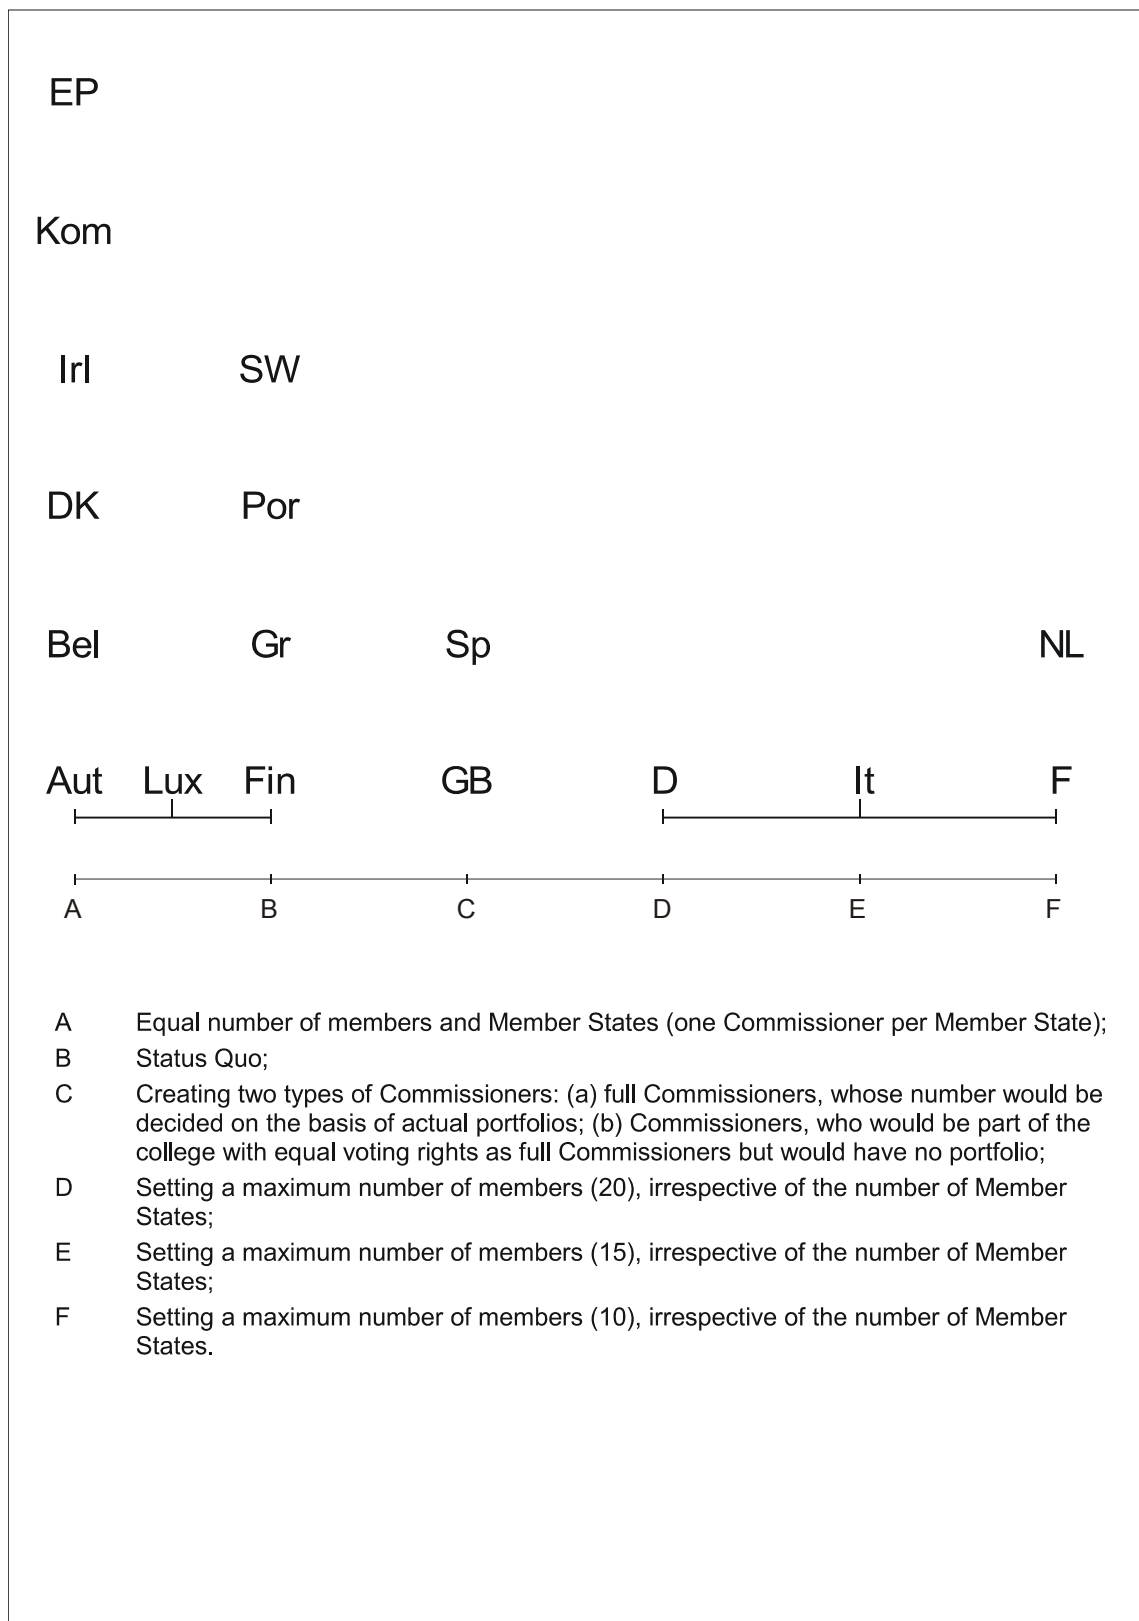 EP
Kom
Irl SW
DK Por
Bel Gr Sp NL
Aut Lux Fin GB D It F
A B C D E F
A Equal number of members and Member States (one Commissioner per Member State);
B Status Quo;
C Creating two types of Commissioners: (a) full Commissioners, whose number would be
decided on the basis of actual portfolios; (b) Commissioners, who would be part of the
college with equal voting rights as full Commissioners but would have no portfolio;
D Setting a maximum number of members (20), irrespective of the number of Member
States;
E Setting a maximum number of members (15), irrespective of the number of Member
States;
F Setting a maximum number of members (10), irrespective of the number of Member
States.